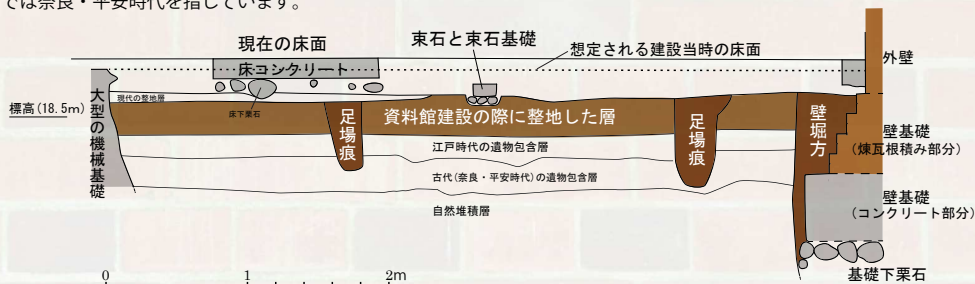 では奈良・平安時代を指しています。
現在の床面
束石と束石基礎
想定される建設当時の床面
外壁
床コンクリート
現代の整地層
標高(18.5m)
大型の機械基礎
床下栗石
足場痕
資料館建設の際に整地した層
足場痕
壁堀方
壁基礎
(煉瓦根積み部分)
江戸時代の遺物包含層
古代(奈良・平安時代)の遺物包含層
自然堆積層
壁基礎
(コンクリート部分)
基礎下栗石
0 1 2m